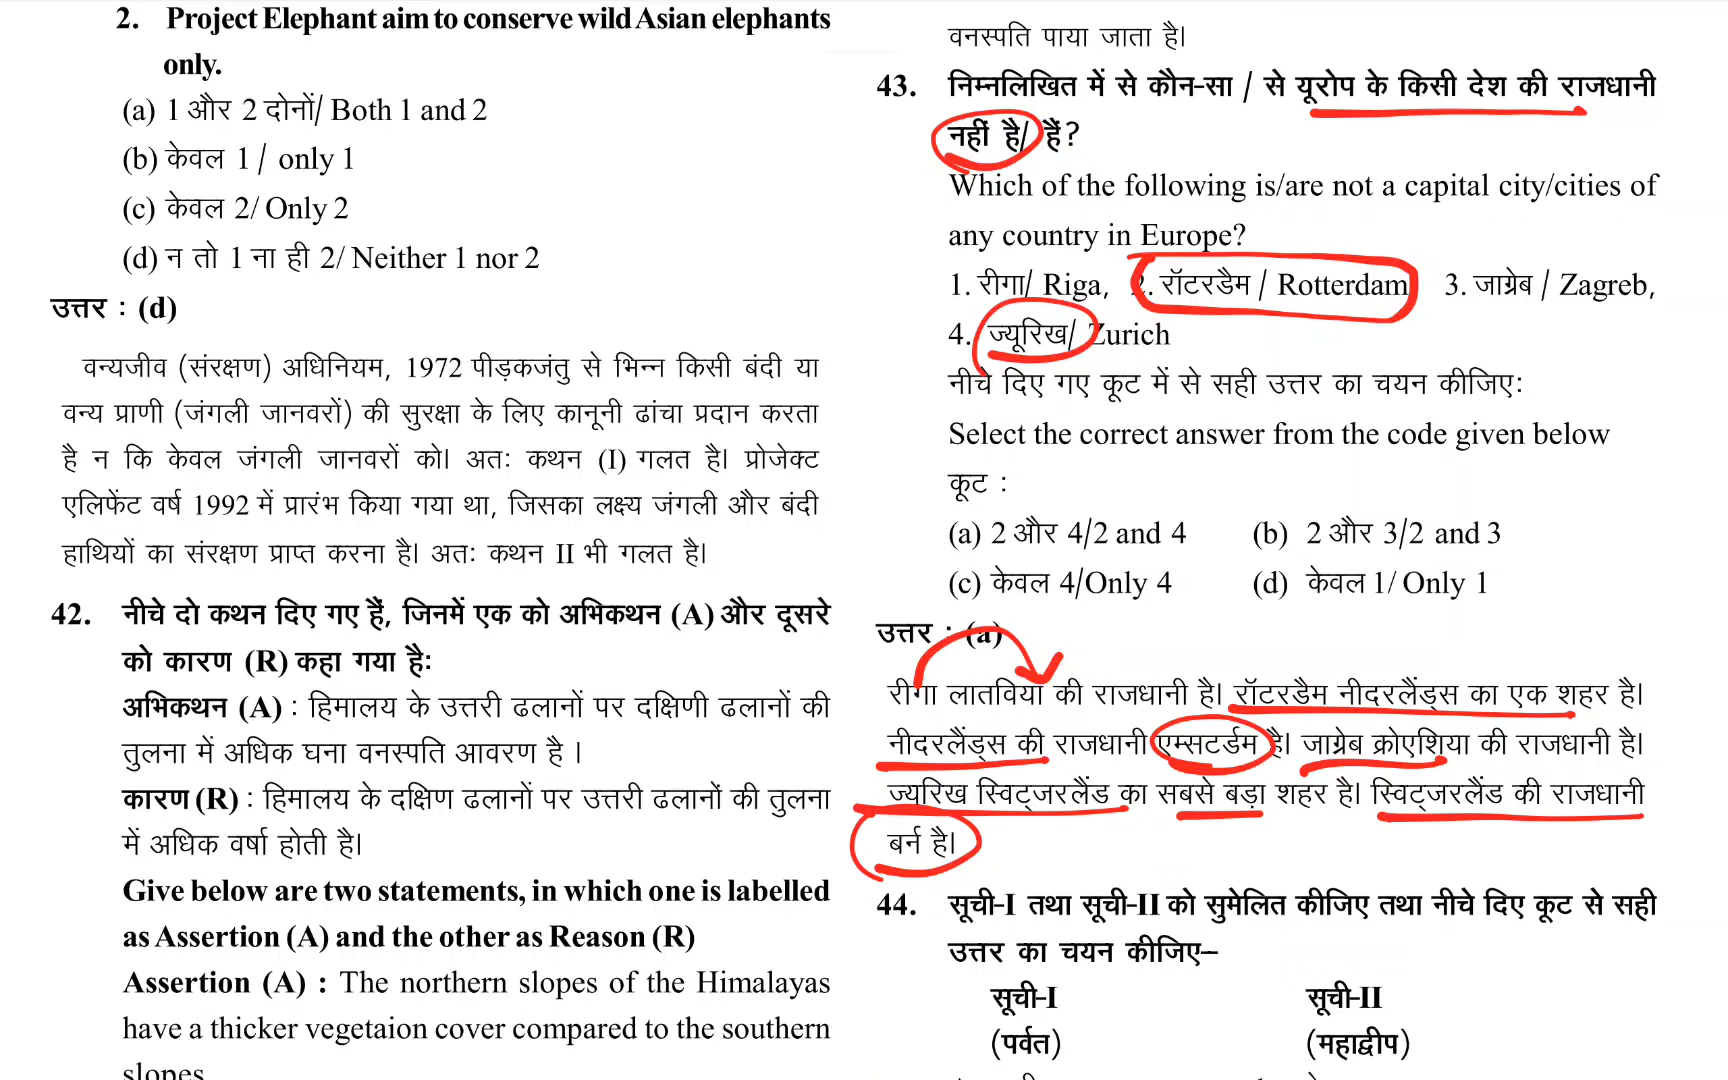 2. Project Elephant aim to conserve wild Asian elephants
only.
(a) 1 और 2 दोनों/ Both 1 and 2
(b) केवल 1 / only 1
(c) केवल 2/ Only 2
(d) न तो 1 ना ही 2/ Neither 1 nor 2
उत्तर : (d)
वन्यजीव (संरक्षण) अधिनियम, 1972 पीड़कजंतु से भिन्न किसी बंदी या
वन्य प्राणी (जंगली जानवरों) की सुरक्षा के लिए कानूनी ढांचा प्रदान करता
है न कि केवल जंगली जानवरों को। अतः कथन (I) गलत है। प्रोजेक्ट
एलिफेंट वर्ष 1992 में प्रारंभ किया गया था, जिसका लक्ष्य जंगली और बंदी
हाथियों का संरक्षण प्राप्त करना है। अतः कथन II भी गलत है।
42. नीचे दो कथन दिए गए हैं, जिनमें एक को अभिकथन (A) और दूसरे
को कारण (R) कहा गया हैः
अभिकथन (A) : हिमालय के उत्तरी ढलानों पर दक्षिणी ढलानों की
तुलना में अधिक घना वनस्पति आवरण है ।
कारण (R) : हिमालय के दक्षिण ढलानों पर उत्तरी ढलानों की तुलना
में अधिक वर्षा होती है।
Give below are two statements, in which one is labelled
as Assertion (A) and the other as Reason (R)
Assertion (A) : The northern slopes of the Himalayas
have a thicker vegetaion cover compared to the southern
slopes
वनस्पति पाया जाता है।
43. निम्नलिखित में से कौन-सा / से यूरोप के किसी देश की राजधानी
नहीं है/ हैं?
Which of the following is/are not a capital city/cities of
any country in Europe?
1. रीगा/ Riga, 2. रॉटरडैम / Rotterdam 3. जाग्रेब / Zagreb,
4. ज्यूरिख/ Zurich
नीचे दिए गए कूट में से सही उत्तर का चयन कीजिए:
Select the correct answer from the code given below
कूट :
(a) 2 और 4/2 and 4 (b) 2 और 3/2 and 3
(c) केवल 4/Only 4 (d) केवल 1/ Only 1
उत्तर : (a)
रीगा लातविया की राजधानी है। रॉटरडैम नीदरलैंड्स का एक शहर है।
नीदरलैंड्स की राजधानी एम्सटर्डम है। जाग्रेब क्रोएशिया की राजधानी है।
ज्यूरिख स्विट्जरलैंड का सबसे बड़ा शहर है। स्विट्जरलैंड की राजधानी
बर्न है।
44. सूची-I तथा सूची-II को सुमेलित कीजिए तथा नीचे दिए कूट से सही
उत्तर का चयन कीजिए–
सूची-I सूची-II
(पर्वत) (महाद्वीप)